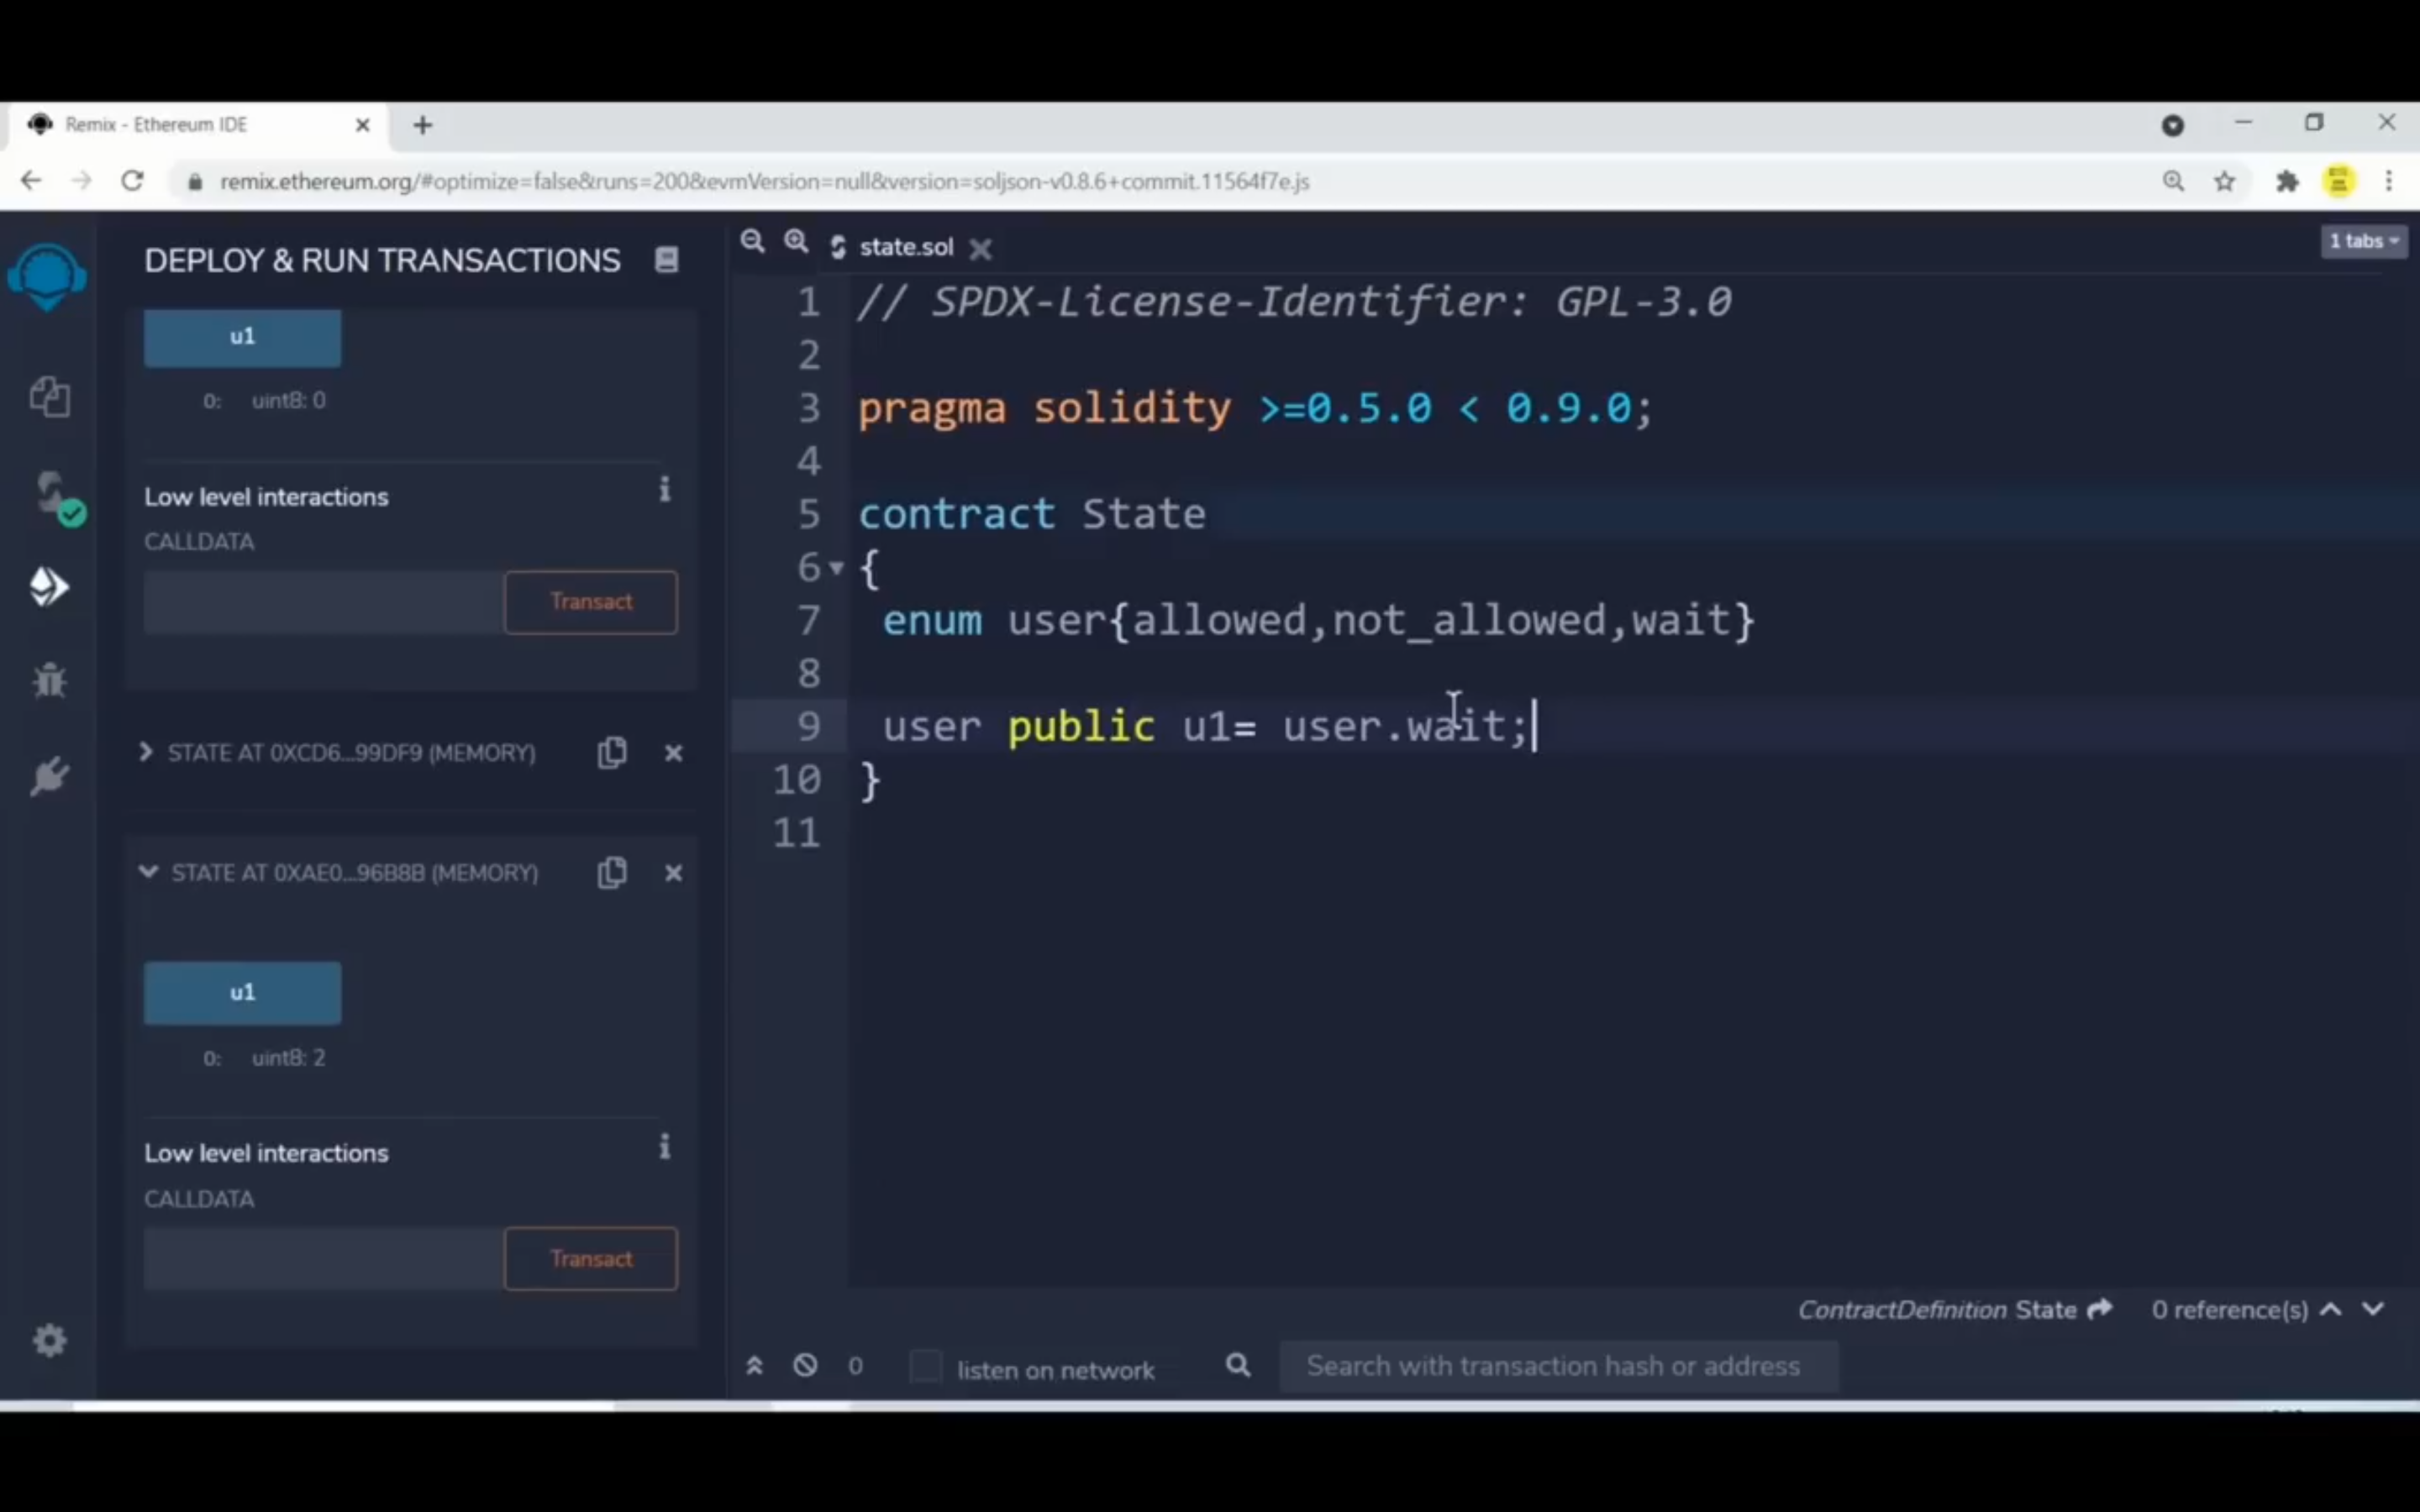 Remix - Ethereum IDE
remix.ethereum.org/#optimize=false&runs=200&evmVersion=null&version=soljson-v0.8.6+commit.11564f7e.js
DEPLOY & RUN TRANSACTIONS
u1
0: uint8: 0
Low level interactions
CALLDATA
Transact
STATE AT 0XCD6...99DF9 (MEMORY)
STATE AT 0XAE0...96B8B (MEMORY)
u1
0: uint8: 2
Low level interactions
CALLDATA
Transact
state.sol
1 tabs
1 // SPDX-License-Identifier: GPL-3.0
2
3 pragma solidity >=0.5.0 < 0.9.0;
4
5 contract State
6 {
7 enum user{allowed,not_allowed,wait}
8
9 user public u1= user.wait;
10 }
11
ContractDefinition State 0 reference(s)
0 listen on network Search with transaction hash or address